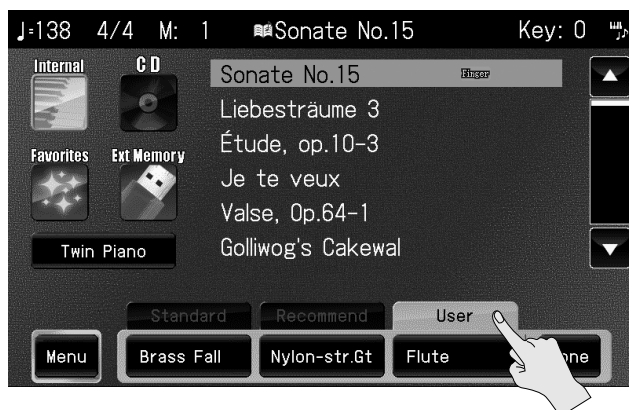 ♩=138 4/4 M: 1 Sonate No.15 Key: 0
Internal CD
Sonate No.15 Finger
Liebesträume 3
Étude, op.10-3
Favorites Ext Memory
Je te veux
Valse, Op.64-1
Twin Piano
Golliwog's Cakewal
Standard Recommend User
Menu Brass Fall Nylon-str.Gt Flute